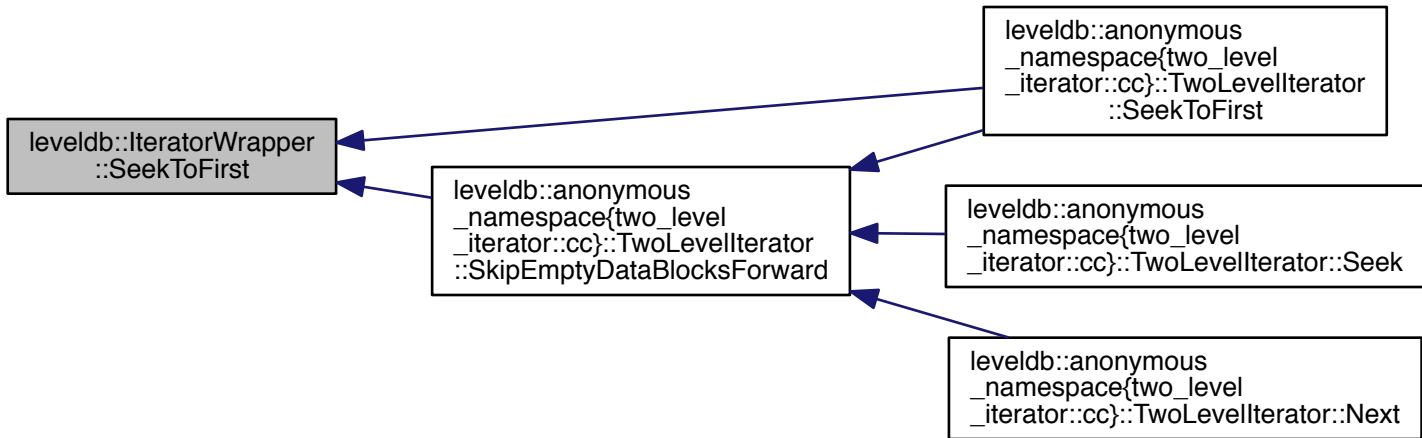 leveldb::IteratorWrapper
::SeekToFirst
leveldb::anonymous
_namespace{two_level
_iterator::cc}::TwoLevelIterator
::SkipEmptyDataBlocksForward
leveldb::anonymous
_namespace{two_level
_iterator::cc}::TwoLevelIterator
::SeekToFirst
leveldb::anonymous
_namespace{two_level
_iterator::cc}::TwoLevelIterator::Seek
leveldb::anonymous
_namespace{two_level
_iterator::cc}::TwoLevelIterator::Next